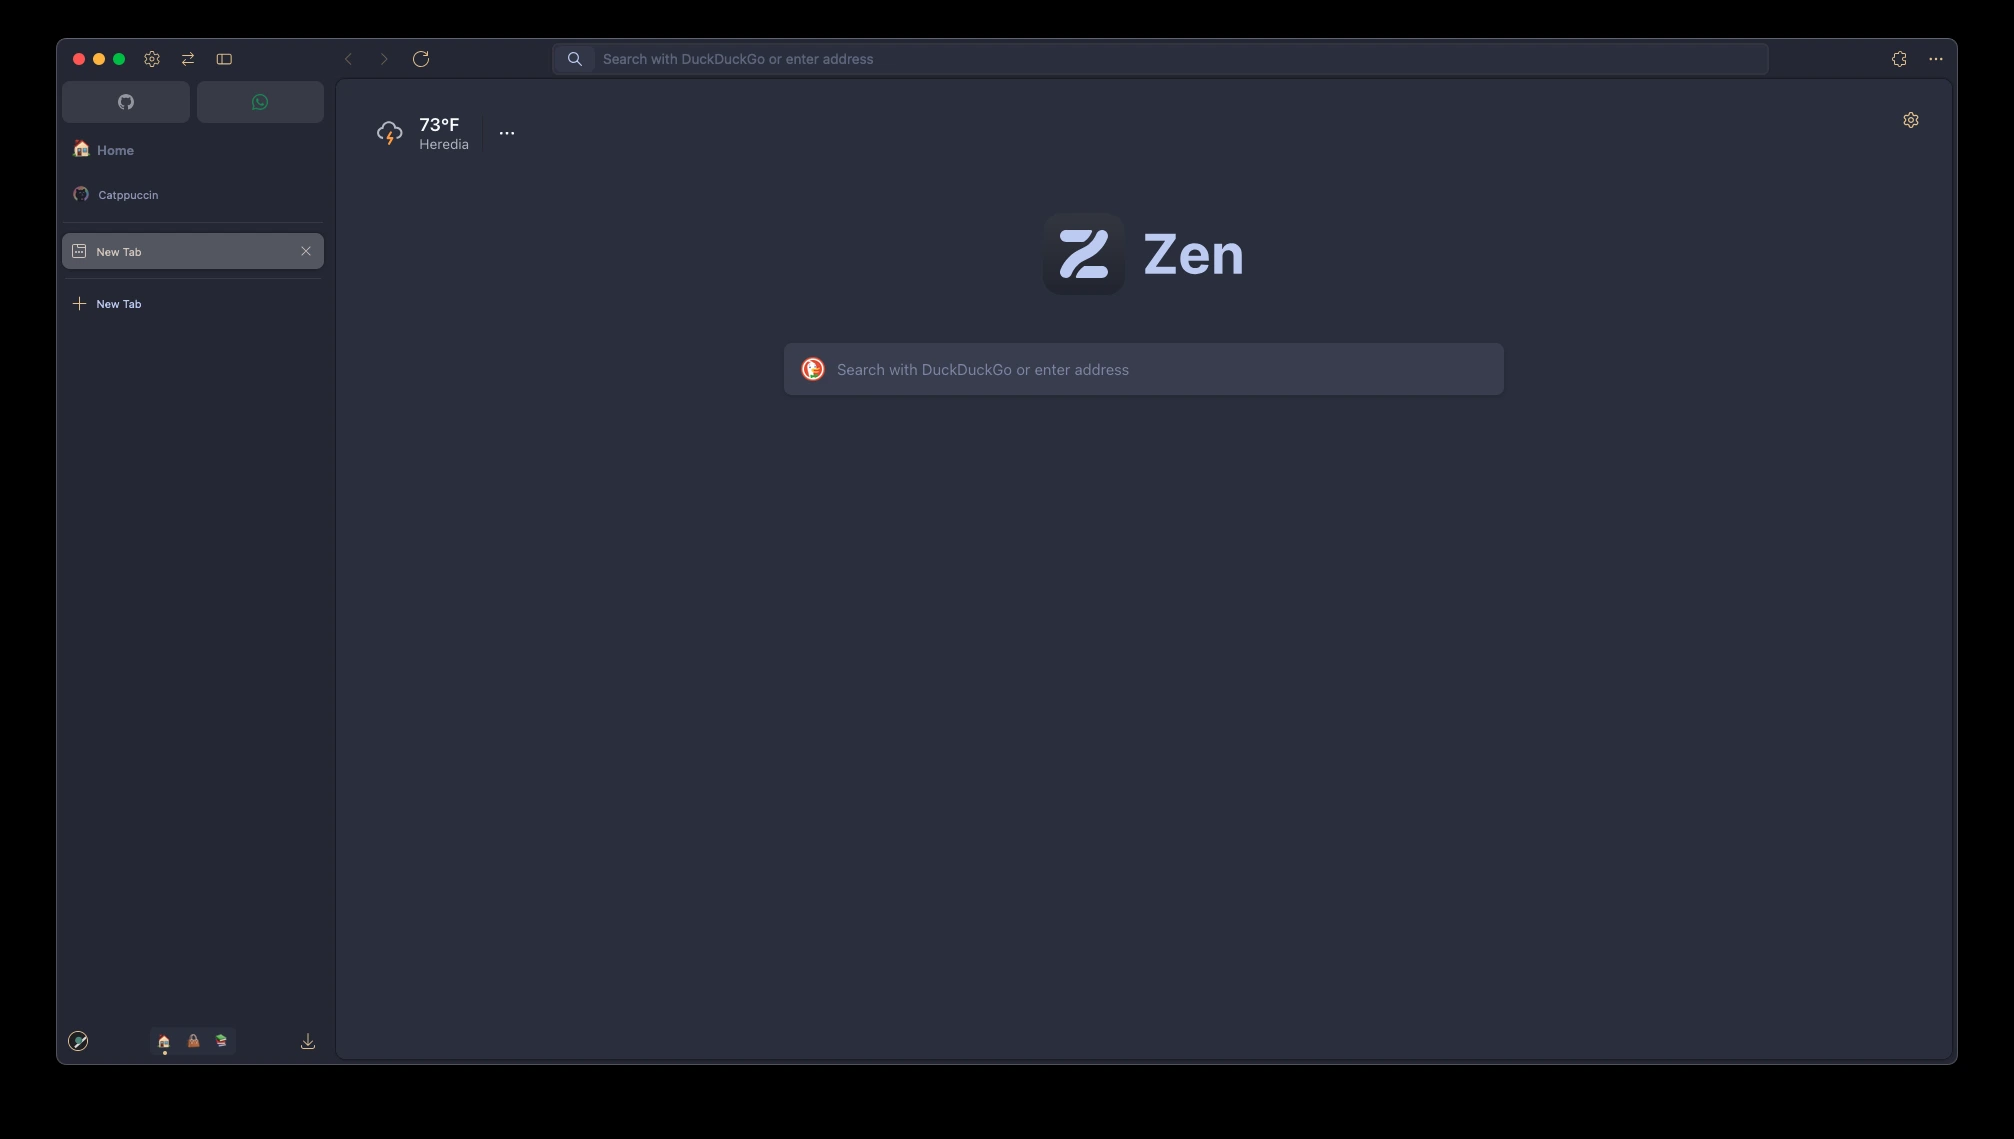 Search with DuckDuckGo or enter address
Home
Catppuccin
New Tab
New Tab
73°F
Heredia
Zen
Search with DuckDuckGo or enter address